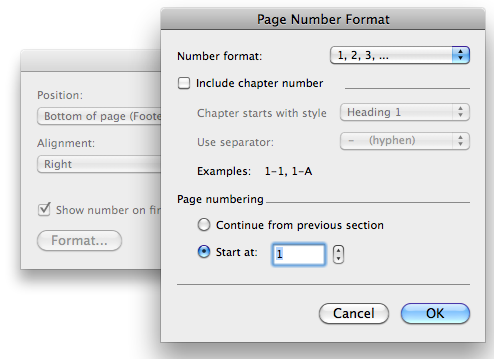 Page Number Format
Number format: 1, 2, 3, ...
Include chapter number
Chapter starts with style Heading 1
Use separator: - (hyphen)
Examples: 1-1, 1-A
Page numbering
Continue from previous section
Start at: 1
Cancel OK
Position:
Bottom of page (Foote
Alignment:
Right
Show number on fir
Format...